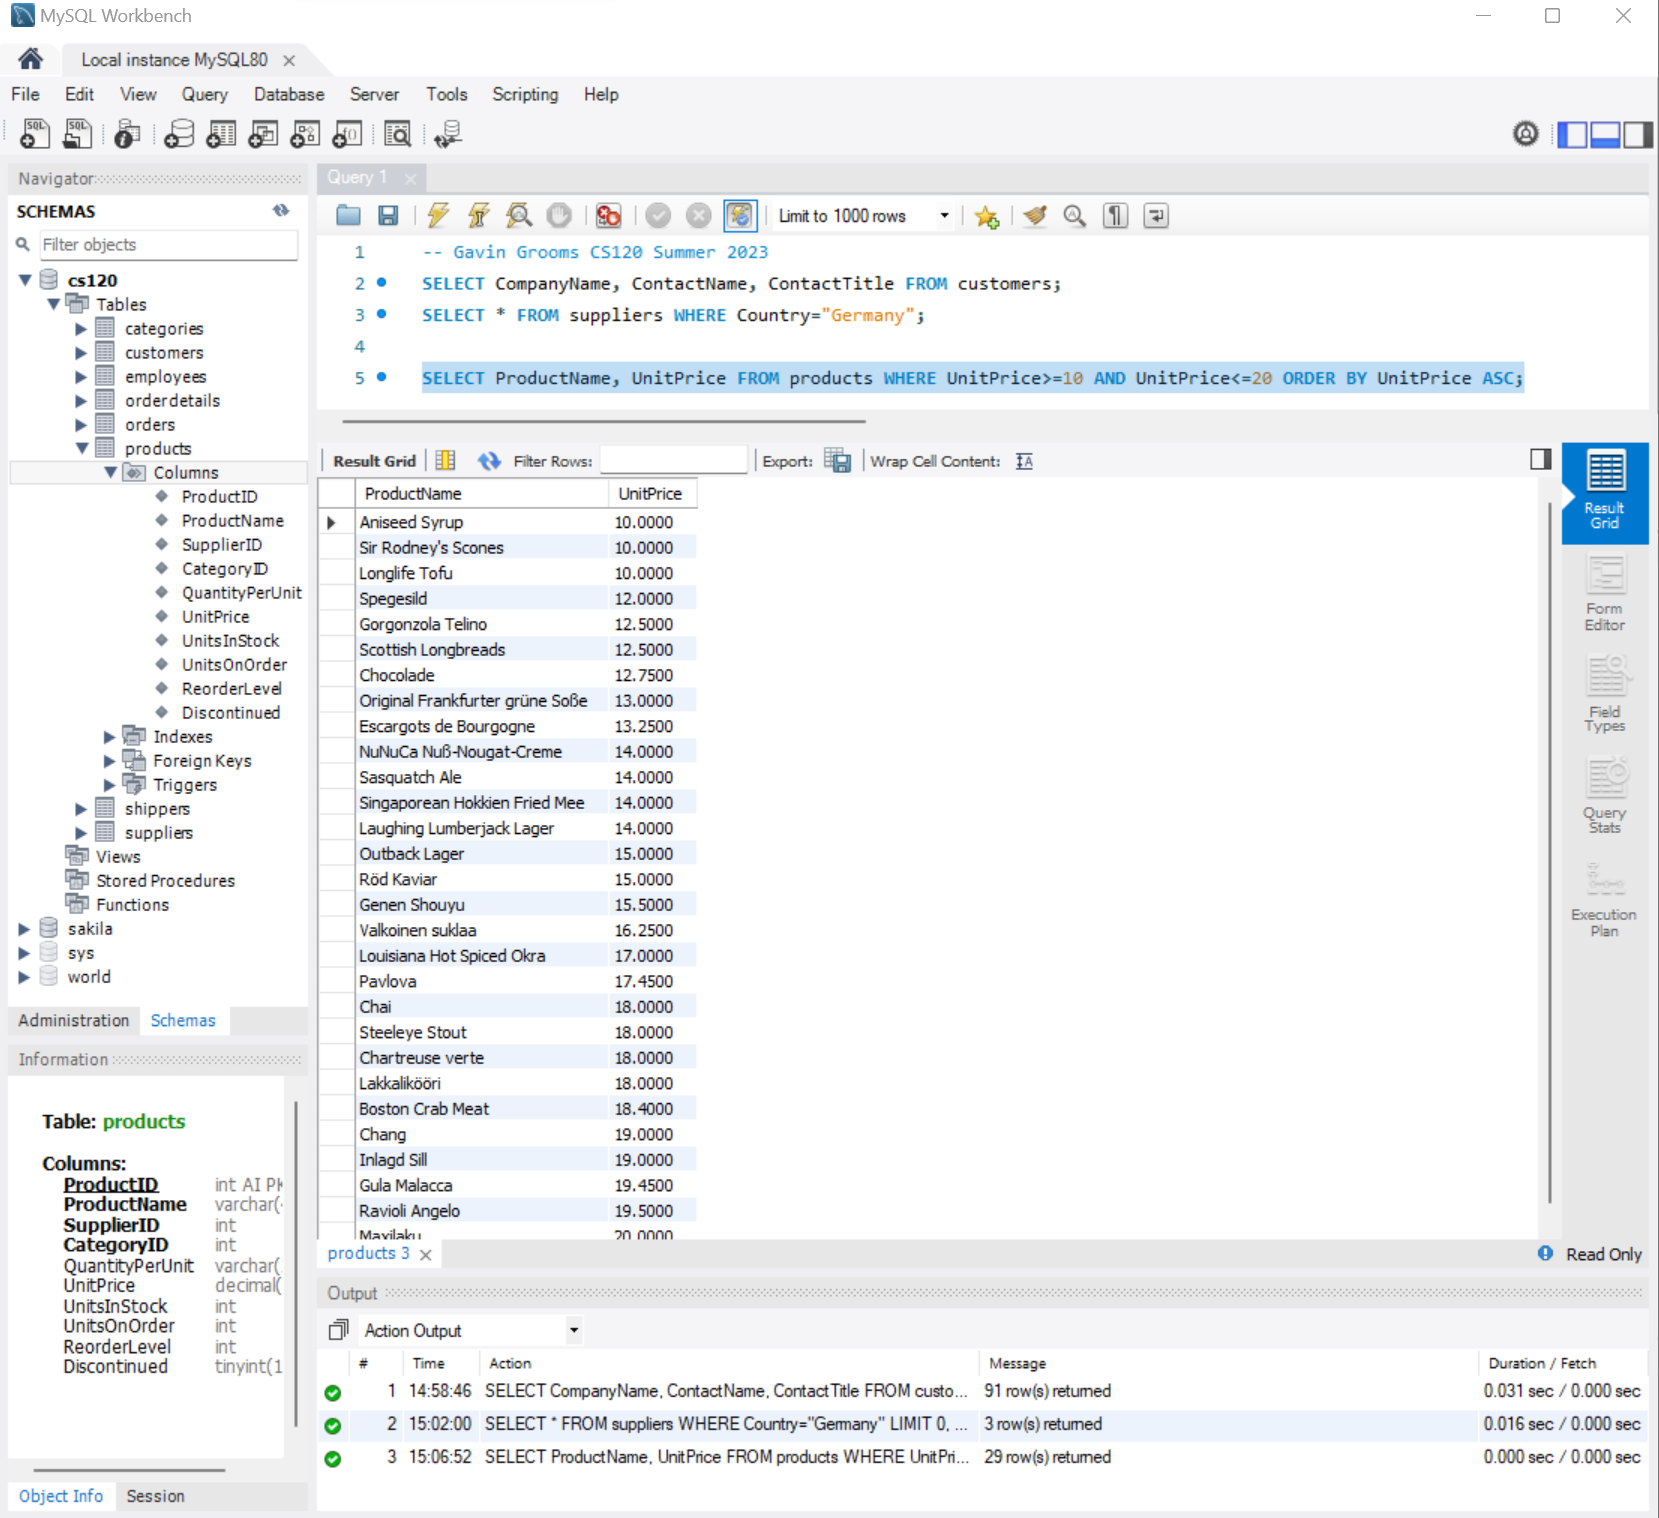 MySQL Workbench
Local instance MySQL80
File Edit View Query Database Server Tools Scripting Help
Navigator
SCHEMAS
Filter objects
cs120
Tables
categories
customers
employees
orderdetails
orders
products
Columns
ProductID
ProductName
SupplierID
CategoryID
QuantityPerUnit
UnitPrice
UnitsInStock
UnitsOnOrder
ReorderLevel
Discontinued
Indexes
Foreign Keys
Triggers
shippers
suppliers
Views
Stored Procedures
Functions
sakila
sys
world
Administration Schemas
Information
Table: products
Columns:
ProductID int AI PK
ProductName varchar(
SupplierID int
CategoryID int
QuantityPerUnit varchar(
UnitPrice decimal(
UnitsInStock int
UnitsOnOrder int
ReorderLevel int
Discontinued tinyint(1
Object Info Session
Query 1
Limit to 1000 rows
1 -- Gavin Grooms CS120 Summer 2023
2 SELECT CompanyName, ContactName, ContactTitle FROM customers;
3 SELECT * FROM suppliers WHERE Country="Germany";
4
5 SELECT ProductName, UnitPrice FROM products WHERE UnitPrice>=10 AND UnitPrice<=20 ORDER BY UnitPrice ASC;
Result Grid Filter Rows: Export: Wrap Cell Content:
ProductName UnitPrice
Aniseed Syrup 10.0000
Sir Rodney's Scones 10.0000
Longlife Tofu 10.0000
Spegesild 12.0000
Gorgonzola Telino 12.5000
Scottish Longbreads 12.5000
Chocolade 12.7500
Original Frankfurter grüne Soße 13.0000
Escargots de Bourgogne 13.2500
NuNuCa Nuß-Nougat-Creme 14.0000
Sasquatch Ale 14.0000
Singaporean Hokkien Fried Mee 14.0000
Laughing Lumberjack Lager 14.0000
Outback Lager 15.0000
Röd Kaviar 15.0000
Genen Shouyu 15.5000
Valkoinen suklaa 16.2500
Louisiana Hot Spiced Okra 17.0000
Pavlova 17.4500
Chai 18.0000
Steeleye Stout 18.0000
Chartreuse verte 18.0000
Lakkalikööri 18.0000
Boston Crab Meat 18.4000
Chang 19.0000
Inlagd Sill 19.0000
Gula Malacca 19.4500
Ravioli Angelo 19.5000
Maxilaku 20.0000
Result
Grid
Form
Editor
Field
Types
Query
Stats
Execution
Plan
products 3 Read Only
Output
Action Output
# Time Action Message Duration / Fetch
1 14:58:46 SELECT CompanyName, ContactName, ContactTitle FROM custo... 91 row(s) returned 0.031 sec / 0.000 sec
2 15:02:00 SELECT * FROM suppliers WHERE Country="Germany" LIMIT 0, ... 3 row(s) returned 0.016 sec / 0.000 sec
3 15:06:52 SELECT ProductName, UnitPrice FROM products WHERE UnitPri... 29 row(s) returned 0.000 sec / 0.000 sec